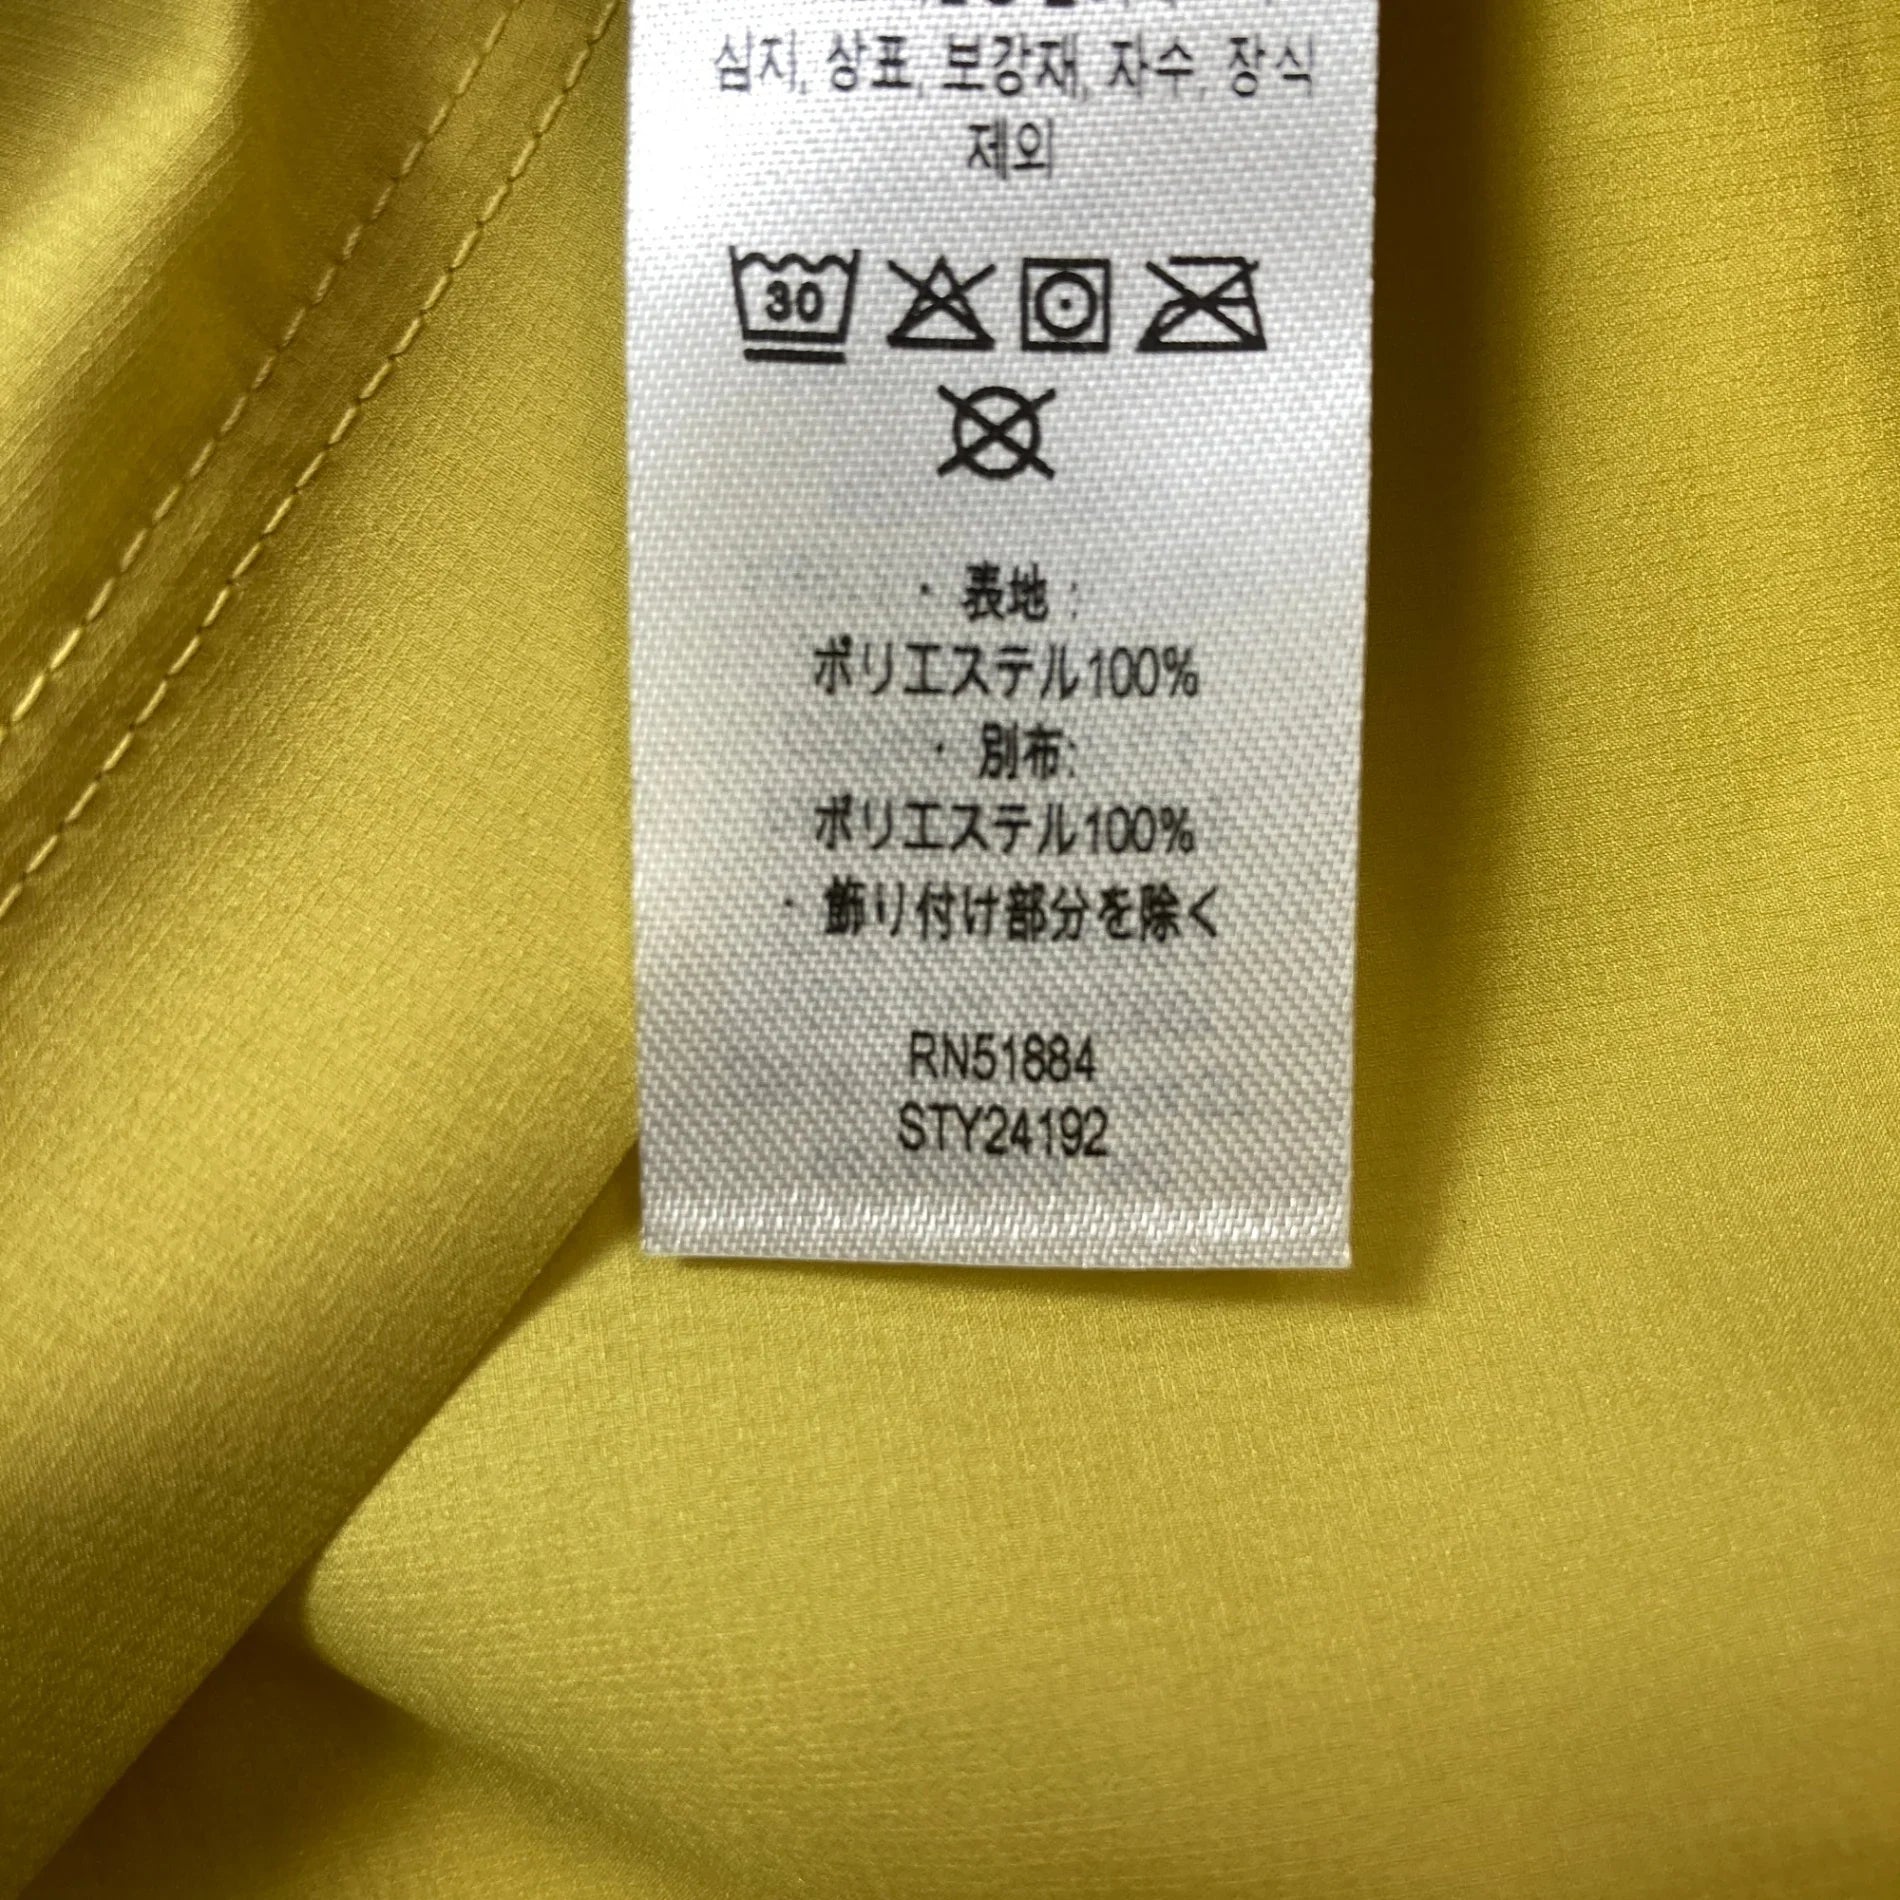 심지, 상표, 보강재, 자수, 장식
제외
30
・表地:
ポリエステル100%
・別布:
ポリエステル100%
・飾り付け部分を除く
RN51884
STY24192